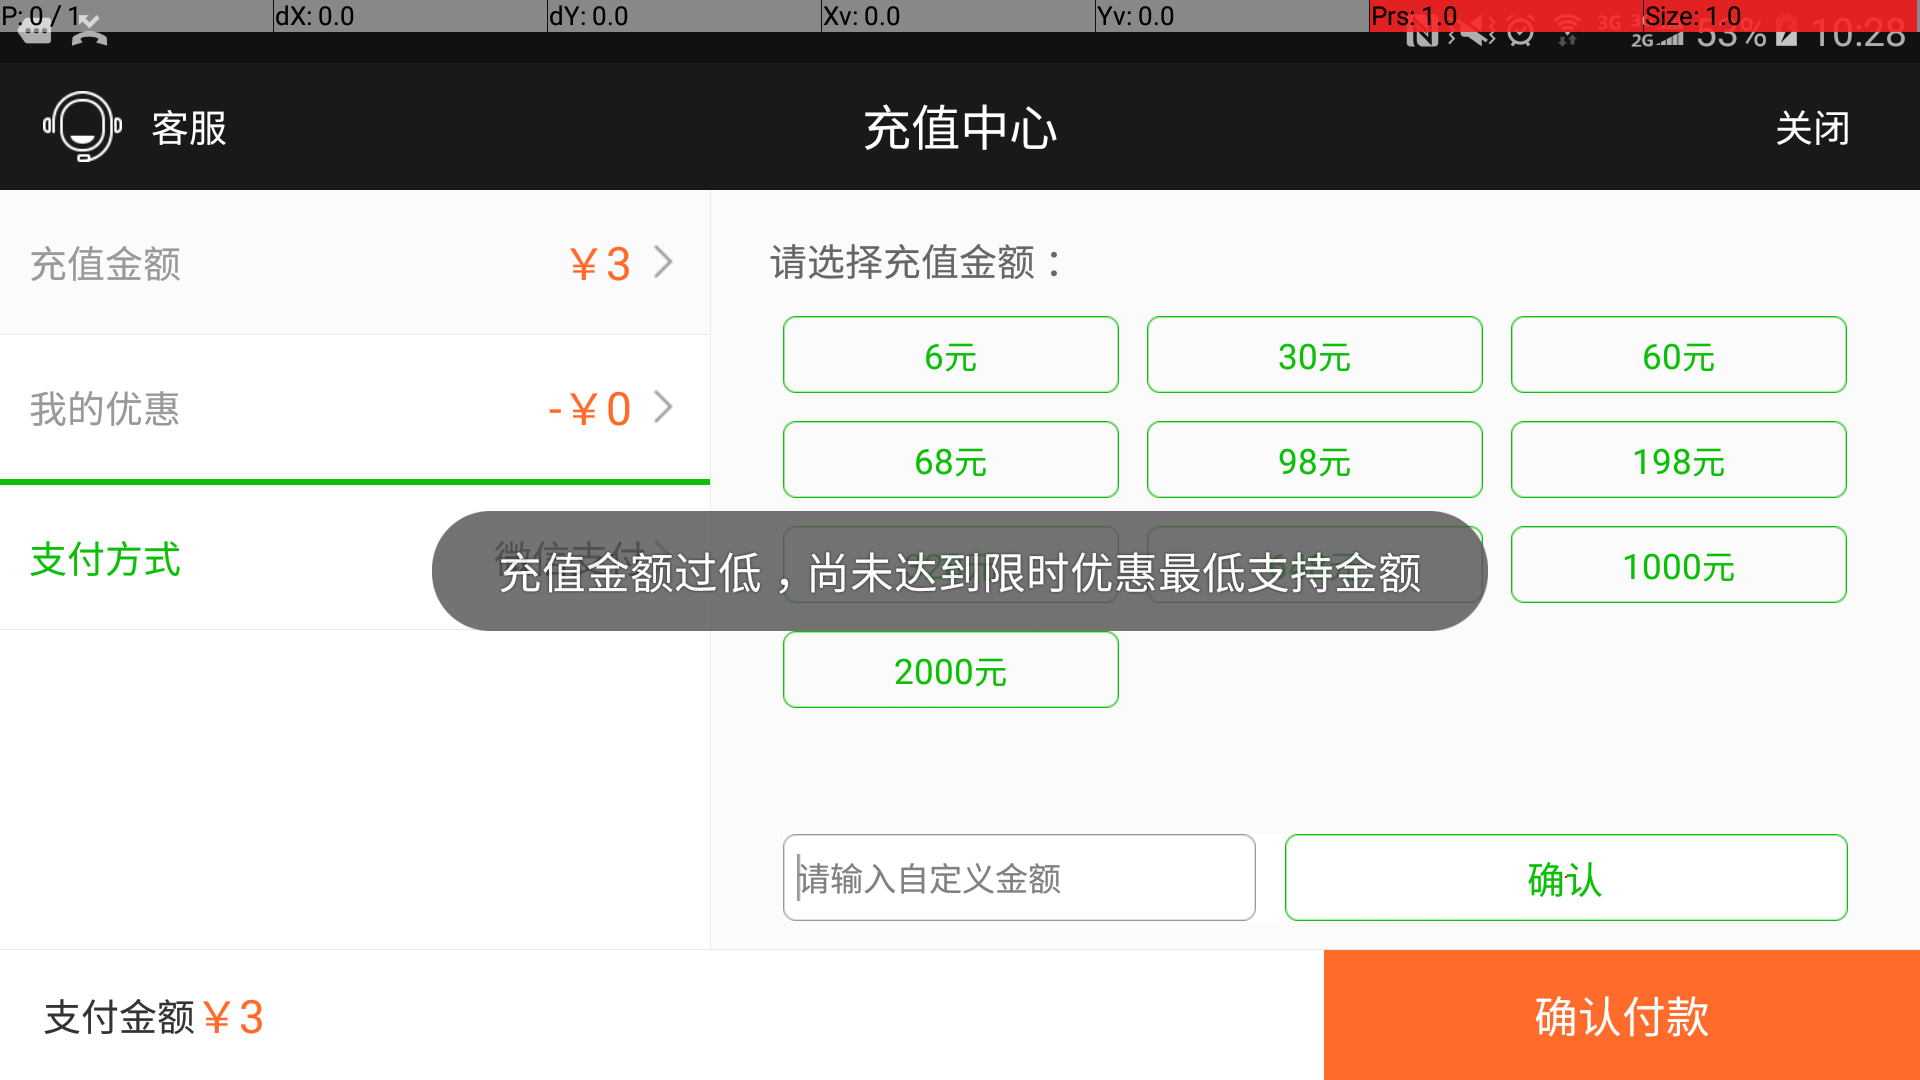 P: 0 / 1 dX: 0.0 dY: 0.0 Xv: 0.0 Yv: 0.0 Prs: 1.0 Size: 1.0
3G 3G 2G 53% 10:28
客服 充值中心 关闭
充值金额 ￥3
请选择充值金额：
6元 30元 60元
我的优惠 -￥0
68元 98元 198元
支付方式 微信支付
充值金额过低，尚未达到限时优惠最低支持金额
1000元
2000元
请输入自定义金额 确认
支付金额￥3 确认付款